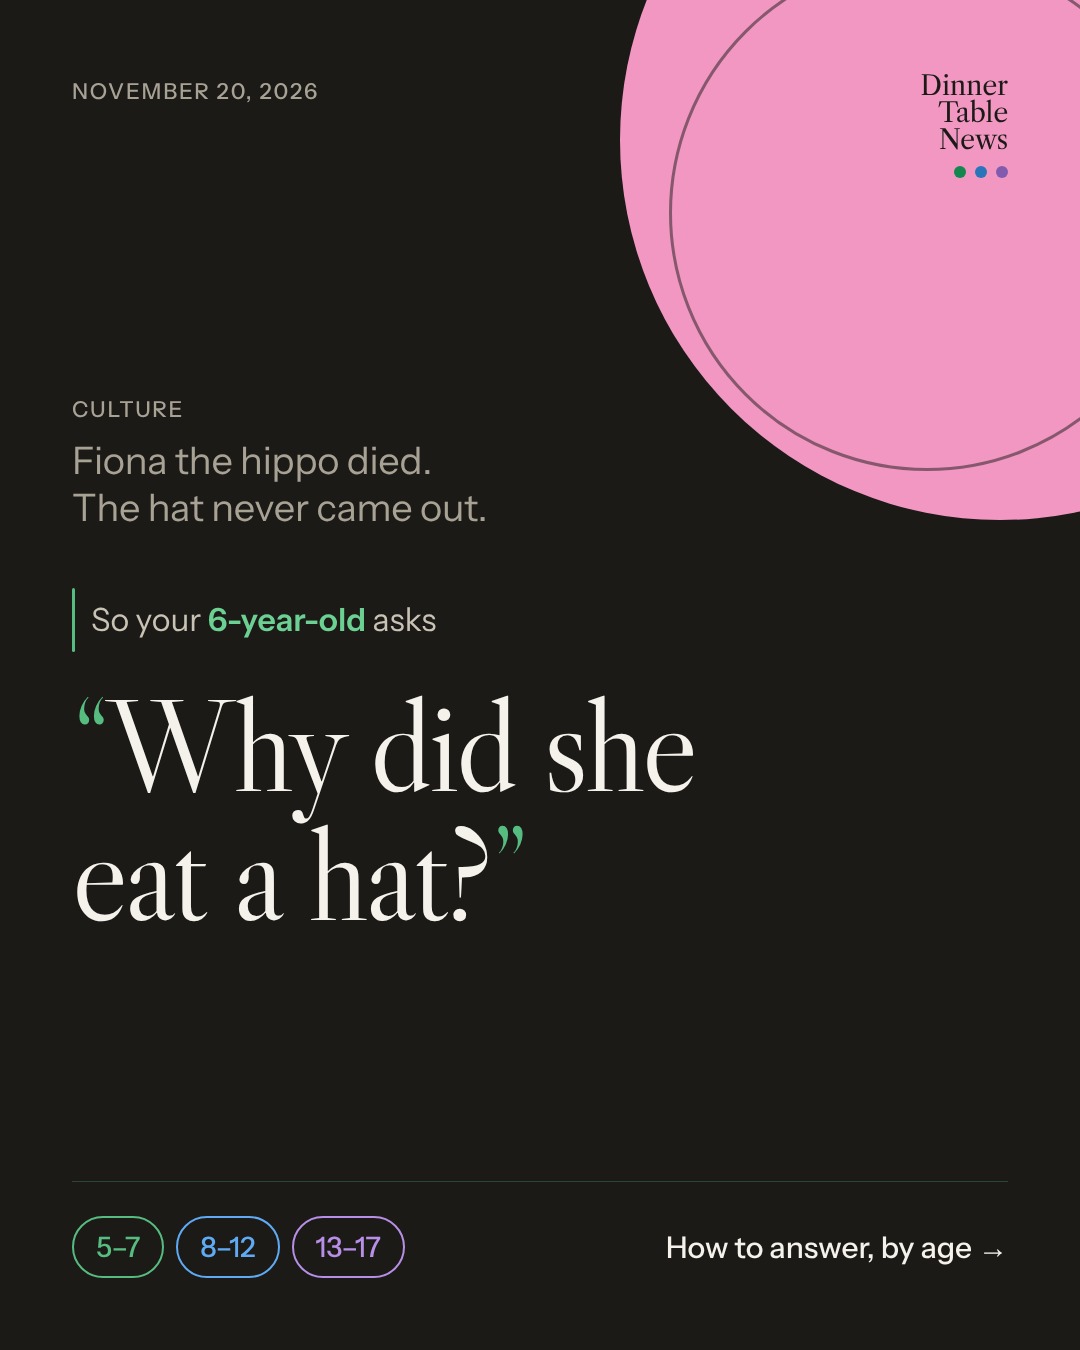 NOVEMBER 20, 2026
Dinner
Table
News
CULTURE
Fiona the hippo died.
The hat never came out.
So your 6-year-old asks
“Why did she
eat a hat?”
5–7
8–12
13–17
How to answer, by age →